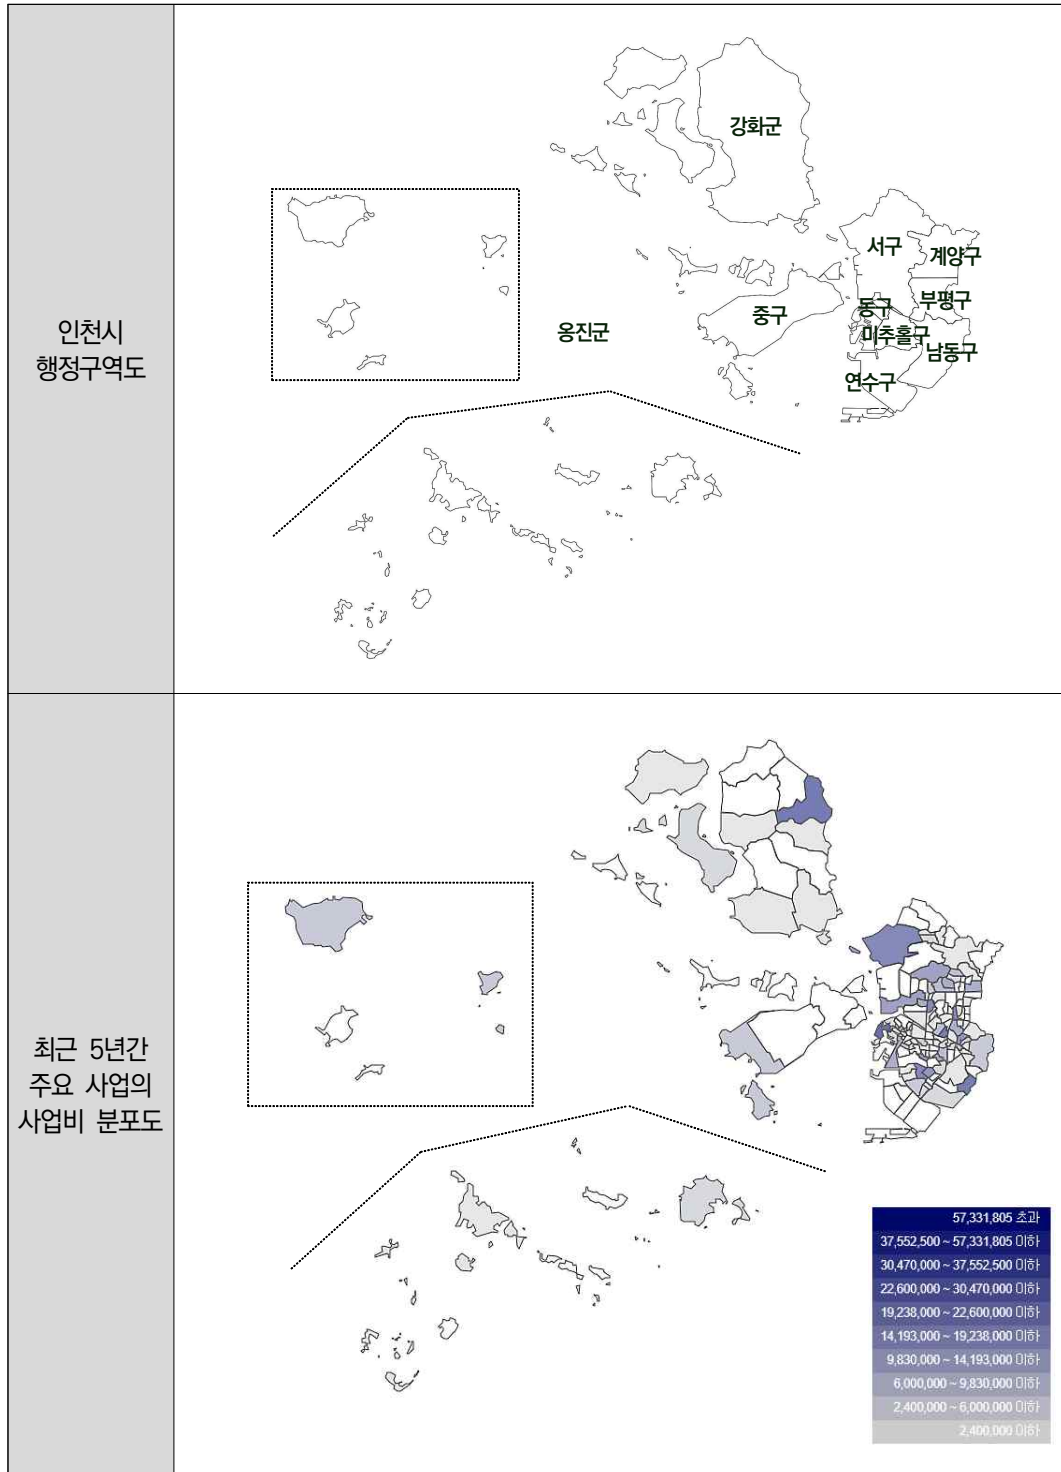 인천시
행정구역도
강화군
서구
계양구
동구
부평구
중구
옹진군
미추홀구
남동구
연수구
최근 5년간
주요 사업의
사업비 분포도
57,331,805 초과
37,552,500 ~ 57,331,805 이하
30,470,000 ~ 37,552,500 이하
22,600,000 ~ 30,470,000 이하
19,238,000 ~ 22,600,000 이하
14,193,000 ~ 19,238,000 이하
9,830,000 ~ 14,193,000 이하
6,000,000 ~ 9,830,000 이하
2,400,000 ~ 6,000,000 이하
2,400,000 이하